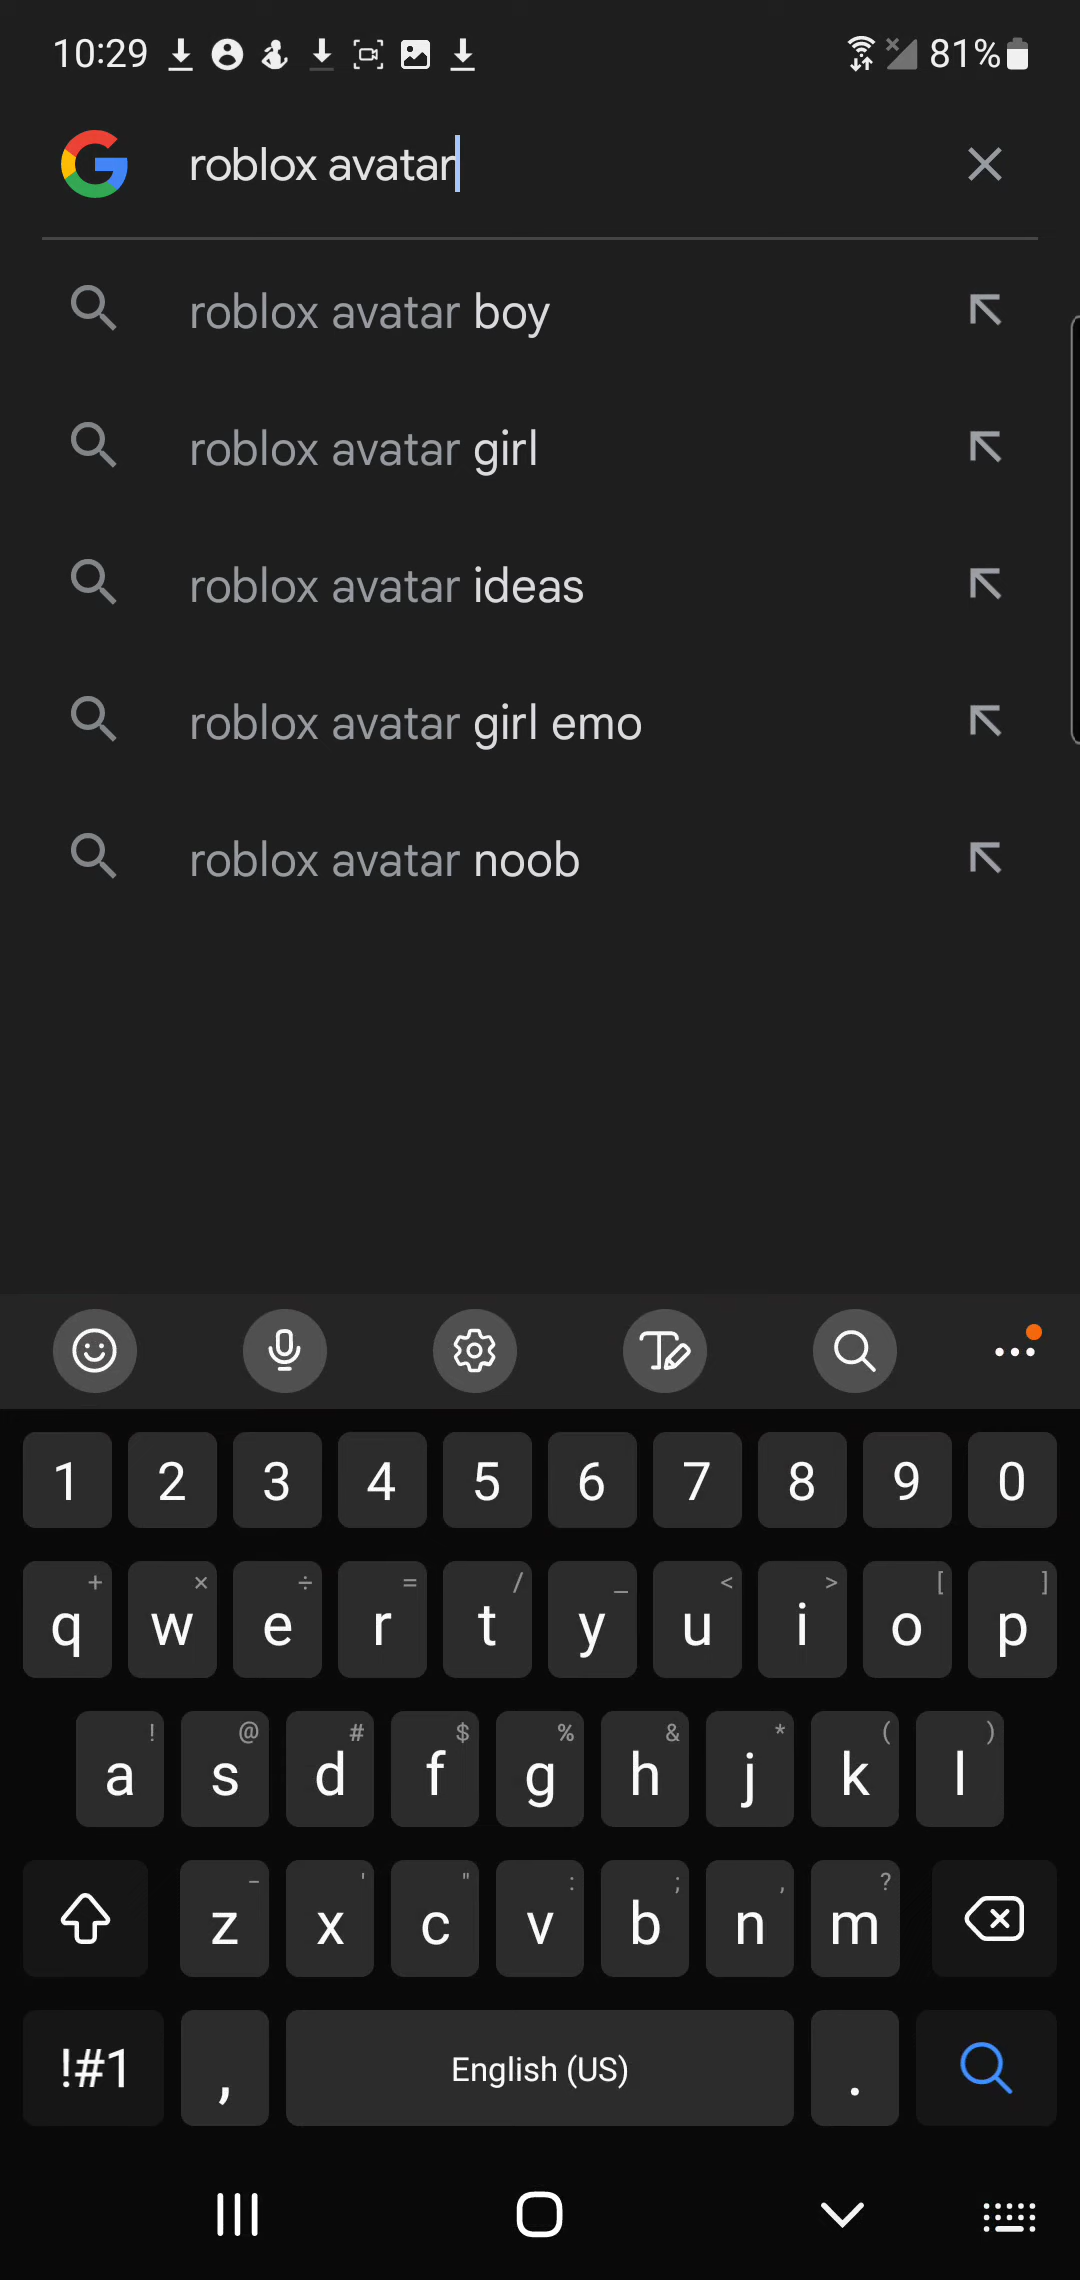 10:29 81%
roblox avatar
roblox avatar boy
roblox avatar girl
roblox avatar ideas
roblox avatar girl emo
roblox avatar noob
1 2 3 4 5 6 7 8 9 0
+ × ÷ = / _ < > [ ]
q w e r t y u i o p
! @ # $ % & * ( )
a s d f g h j k l
- ' " : ; , ?
z x c v b n m
!#1 , English (US) .